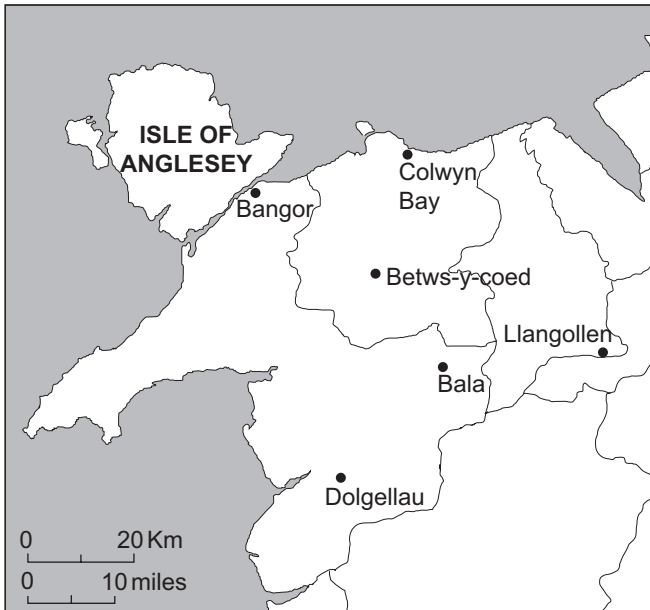 ISLE OF
ANGLESEY
Colwyn
Bay
Bangor
Betws-y-coed
Llangollen
Bala
Dolgellau
0 20 Km
0 10 miles